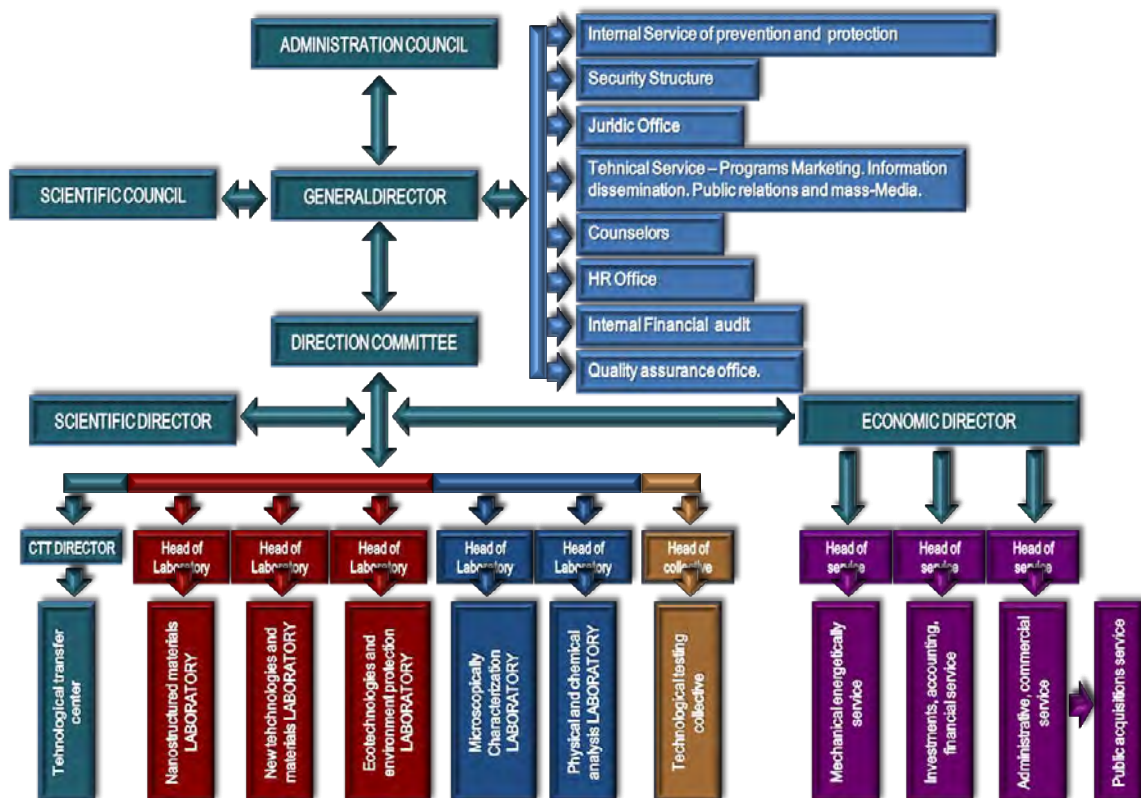 ADMINISTRATION COUNCIL
Internal Service of prevention and protection
Security Structure
Juridic Office
Tehnical Service – Programs Marketing. Information
dissemination. Public relations and mass-Media.
SCIENTIFIC COUNCIL
GENERALDIRECTOR
Counselors
HR Office
Internal Financial audit
Quality assurance office.
DIRECTION COMMITTEE
SCIENTIFIC DIRECTOR
ECONOMIC DIRECTOR
CTT DIRECTOR
Head of
Laboratory
Head of
Laboratory
Head of
Laboratory
Head of
Laboratory
Head of
Laboratory
Head of
collective
Head of
service
Head of
service
Head of
service
Tehnological transfer
center
Nanostructured materials
LABORATORY
New tehchnologies and
materials LABORATORY
Ecotechnologies and
environment protection
LABORATORY
Microscopically
Characterization
LABORATORY
Physical and chemical
analysis LABORATORY
Technological testing
collective
Mechanical energetically
service
Investments, accounting,
financial service
Administrative, commercial
service
Public acquisitions service